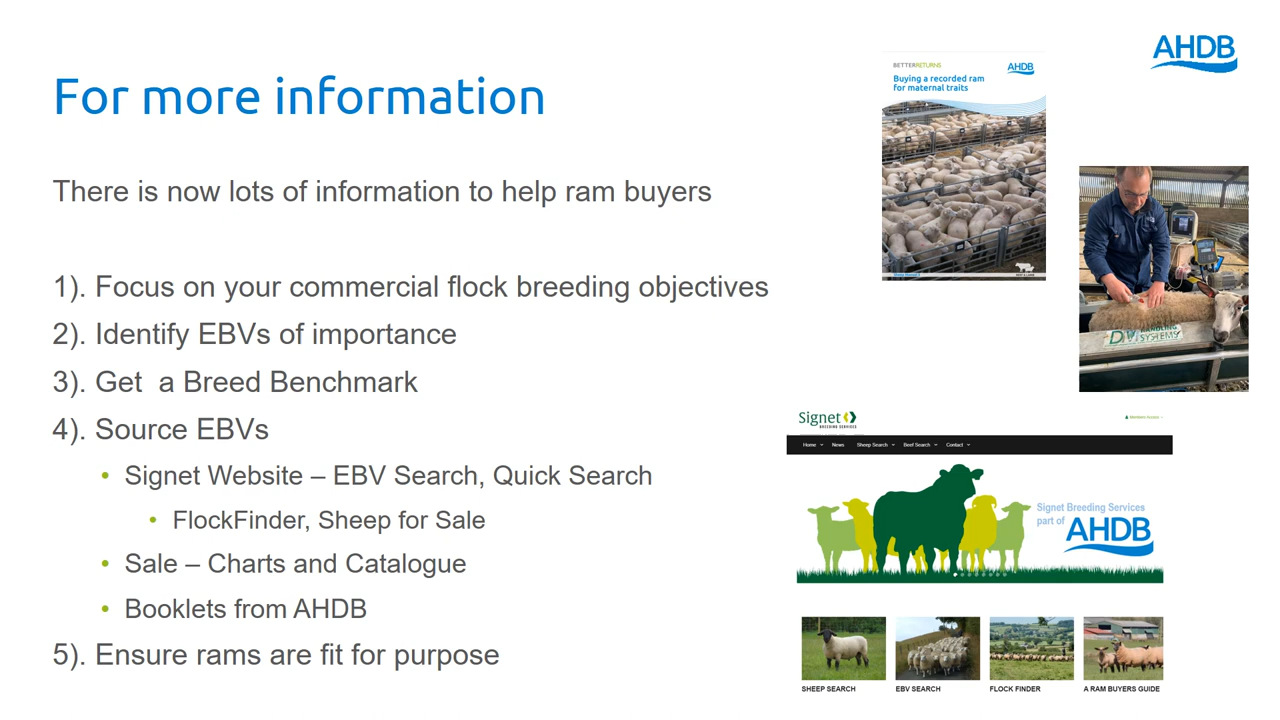 For more information
There is now lots of information to help ram buyers
1). Focus on your commercial flock breeding objectives
2). Identify EBVs of importance
3). Get  a Breed Benchmark
4). Source EBVs
• Signet Website – EBV Search, Quick Search
• FlockFinder, Sheep for Sale
• Sale – Charts and Catalogue
• Booklets from AHDB
5). Ensure rams are fit for purpose
AHDB
BETTERRETURNS
AHDB
Buying a recorded ram
for maternal traits
HANDLING
SYSTEMS
Signet
BREEDING SERVICES
Home News Sheep Search Beef Search Contact
Signet Breeding Services
part of AHDB
SHEEP SEARCH EBV SEARCH FLOCK FINDER A RAM BUYERS GUIDE